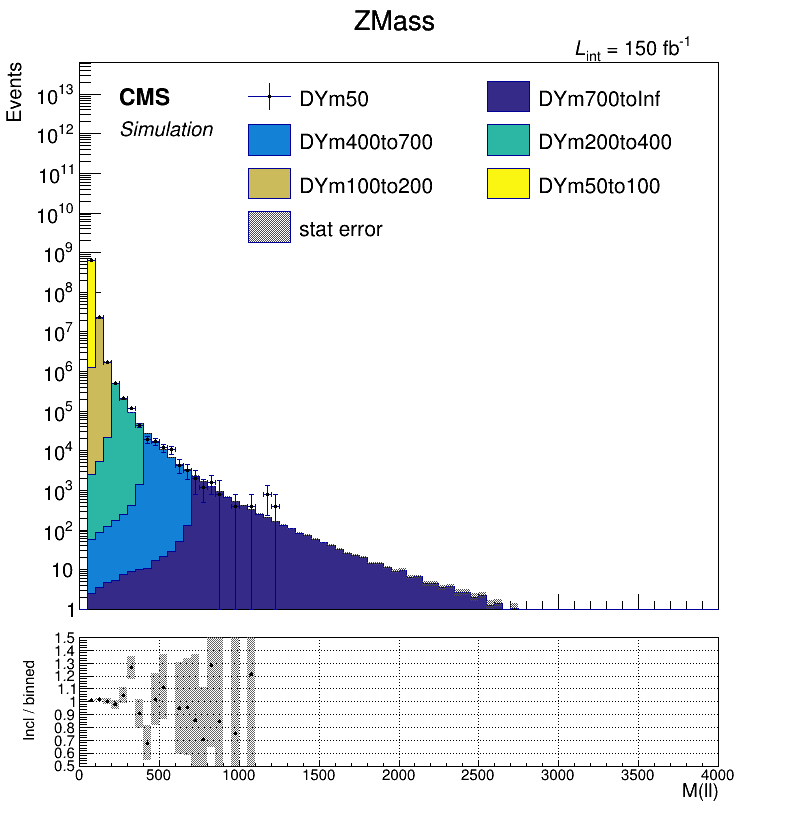 ZMass
L_int = 150 fb^-1
Events
CMS
Simulation
DYm50
DYm700toInf
DYm400to700
DYm200to400
DYm100to200
DYm50to100
stat error
10^13
10^12
10^11
10^10
10^9
10^8
10^7
10^6
10^5
10^4
10^3
10^2
10
1
Incl / binned
1.5
1.4
1.3
1.2
1.1
1
0.9
0.8
0.7
0.6
0.5
0 500 1000 1500 2000 2500 3000 3500 4000
M(ll)